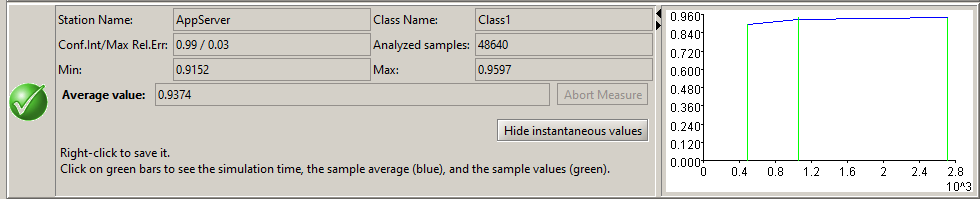 Station Name: AppServer Class Name: Class1
Conf.Int/Max Rel.Err: 0.99 / 0.03 Analyzed samples: 48640
Min: 0.9152 Max: 0.9597
Average value: 0.9374 Abort Measure
Hide instantaneous values
Right-click to save it.
Click on green bars to see the simulation time, the sample average (blue), and the sample values (green).
0.960
0.840
0.720
0.600
0.480
0.360
0.240
0.120
0.000
0 0.4 0.8 1.2 1.6 2 2.4 2.8
10^3